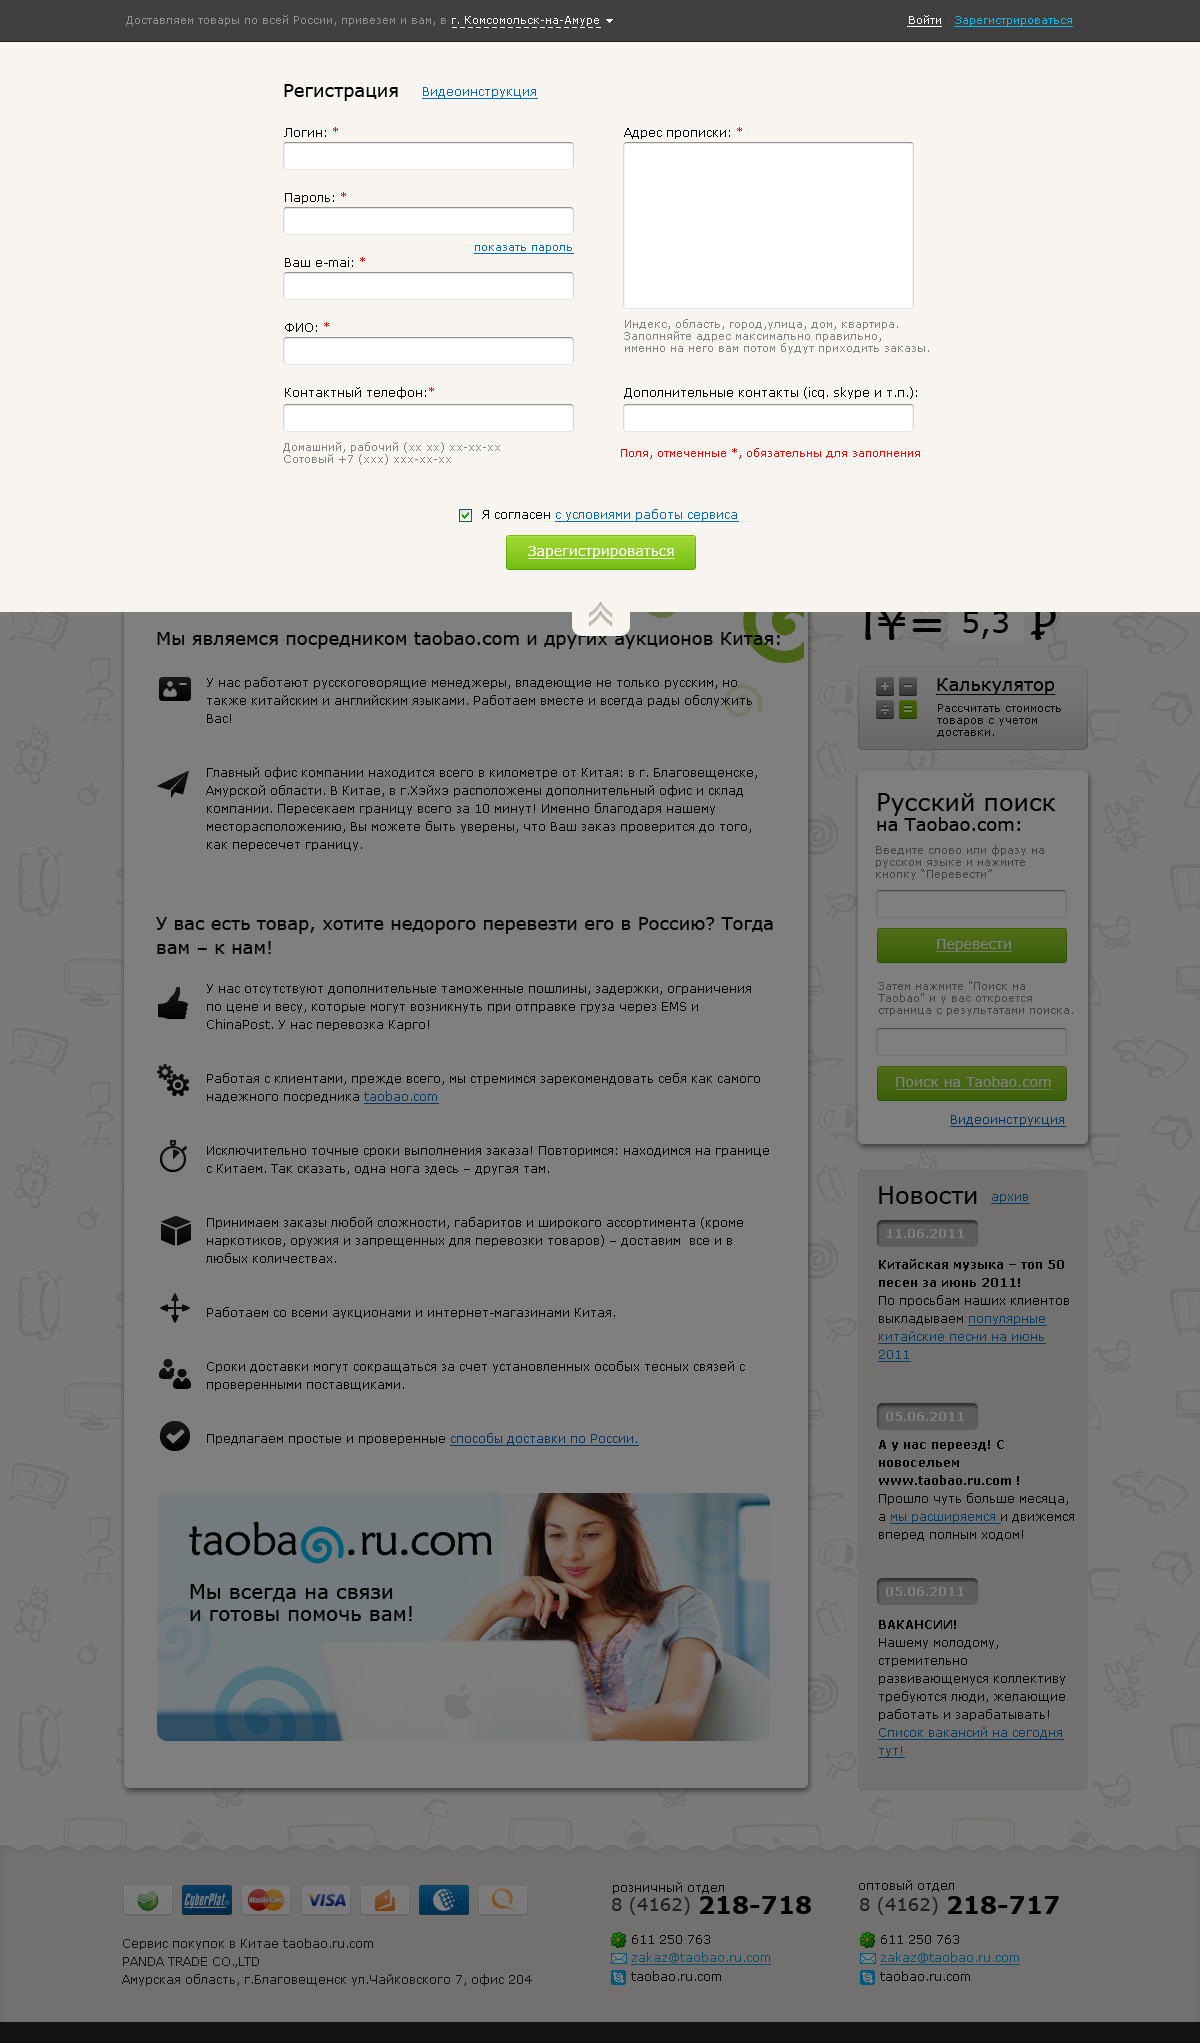 Доставляем товары по всей России, привезем и вам, в г. Комсомольск-на-Амуре
Войти Зарегистрироваться
Регистрация Видеоинструкция
Логин: *
Пароль: *
показать пароль
Ваш e-mai: *
ФИО: *
Контактный телефон:*
Домашний, рабочий (xx xx) xx-xx-xx
Сотовый +7 (xxx) xxx-xx-xx
Адрес прописки: *
Индекс, область, город,улица, дом, квартира.
Заполняйте адрес максимально правильно,
именно на него вам потом будут приходить заказы.
Дополнительные контакты (icq. skype и т.п.):
Поля, отмеченные *, обязательны для заполнения
Я согласен с условиями работы сервиса
Зарегистрироваться
Мы являемся посредником taobao.com и других аукционов Китая:
У нас работают русскоговорящие менеджеры, владеющие не только русским, но
также китайским и английским языками. Работаем вместе и всегда рады обслужить
Вас!
Главный офис компании находится всего в километре от Китая: в г. Благовещенске,
Амурской области. В Китае, в г.Хэйхэ расположены дополнительный офис и склад
компании. Пересекаем границу всего за 10 минут! Именно благодаря нашему
месторасположению, Вы можете быть уверены, что Ваш заказ проверится до того,
как пересечет границу.
У вас есть товар, хотите недорого перевезти его в Россию? Тогда
вам – к нам!
У нас отсутствуют дополнительные таможенные пошлины, задержки, ограничения
по цене и весу, которые могут возникнуть при отправке груза через EMS и
ChinaPost. У нас перевозка Карго!
Работая с клиентами, прежде всего, мы стремимся зарекомендовать себя как самого
надежного посредника taobao.com
Исключительно точные сроки выполнения заказа! Повторимся: находимся на границе
с Китаем. Так сказать, одна нога здесь – другая там.
Принимаем заказы любой сложности, габаритов и широкого ассортимента (кроме
наркотиков, оружия и запрещенных для перевозки товаров) – доставим все и в
любых количествах.
Работаем со всеми аукционами и интернет-магазинами Китая.
Сроки доставки могут сокращаться за счет установленных особых тесных связей с
проверенными поставщиками.
Предлагаем простые и проверенные способы доставки по России.
taobao.ru.com
Мы всегда на связи
и готовы помочь вам!
1¥= 5,3 ₽
Калькулятор
Рассчитать стоимость
товаров с учетом
доставки.
Русский поиск
на Taobao.com:
Введите слово или фразу на
русском языке и нажмите
кнопку “Перевести”
Перевести
Затем нажмите "Поиск на
Taobao" и у вас откроется
страница с результатами поиска.
Поиск на Taobao.com
Видеоинструкция
Новости архив
11.06.2011
Китайская музыка – топ 50
песен за июнь 2011!
По просьбам наших клиентов
выкладываем популярные
китайские песни на июнь
2011
05.06.2011
А у нас переезд! С
новосельем
www.taobao.ru.com !
Прошло чуть больше месяца,
а мы расширяемся и движемся
вперед полным ходом!
05.06.2011
ВАКАНСИИ!
Нашему молодому,
стремительно
развивающемуся коллективу
требуются люди, желающие
работать и зарабатывать!
Список вакансий на сегодня
тут!
CyberPlat MasterCard VISA
Сервис покупок в Китае taobao.ru.com
PANDA TRADE CO.,LTD
Амурская область, г.Благовещенск ул.Чайковского 7, офис 204
розничный отдел
8 (4162) 218-718
611 250 763
zakaz@taobao.ru.com
taobao.ru.com
оптовый отдел
8 (4162) 218-717
611 250 763
zakaz@taobao.ru.com
taobao.ru.com